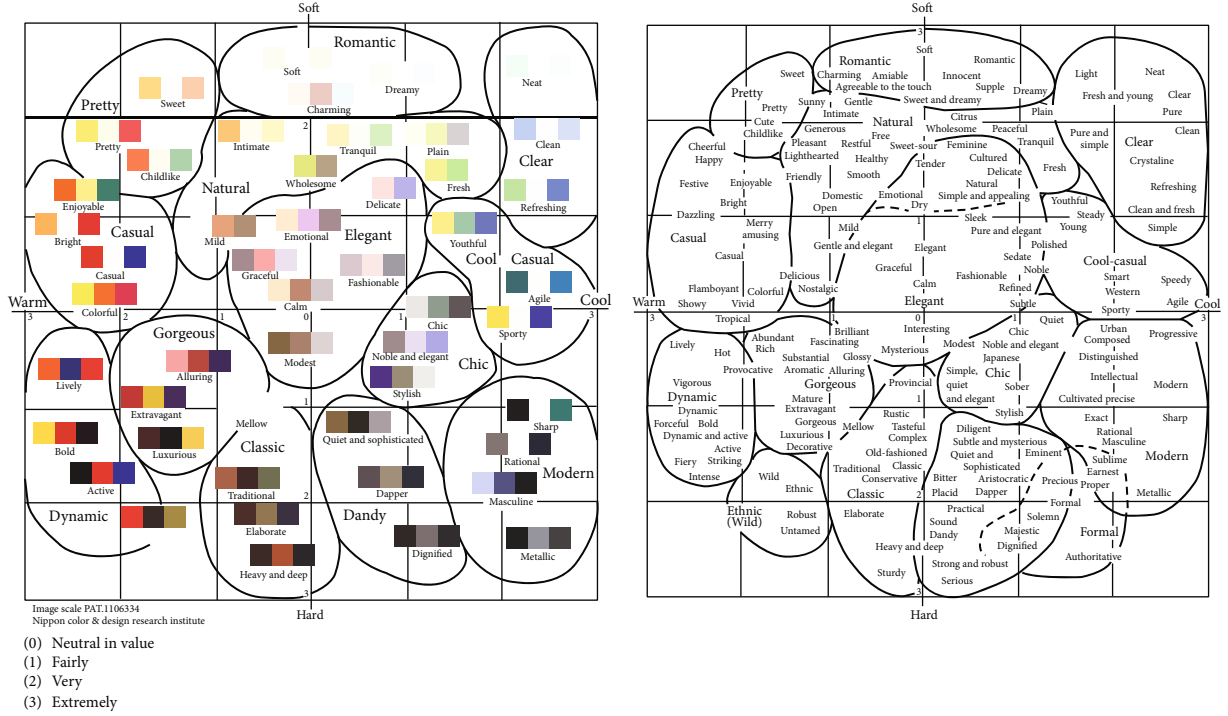 Soft
Romantic
Soft
Dreamy
Neat
Charming
Pretty
Sweet
2
Pretty
Intimate
Tranquil
Plain
Clean
Clear
Childlike
Wholesome
Fresh
Natural
Enjoyable
Delicate
Refreshing
Bright
Casual
Mild
Emotional
Elegant
Youthful
Cool
Casual
Casual
Graceful
Fashionable
Agile
Calm
Colorful
Warm
Cool
3
2
1
0
1
3
Gorgeous
Chic
Sporty
Modest
Noble and elegant
Chic
Lively
Alluring
Stylish
Extravagant
1
Mellow
Sharp
Bold
Luxurious
Classic
Quiet and sophisticated
Rational
Modern
Active
Traditional
Dapper
Masculine
Dynamic
Dandy
Elaborate
Dignified
Metallic
Heavy and deep
3
Hard
Image scale PAT.1106334
Nippon color & design research institute
(0) Neutral in value
(1) Fairly
(2) Very
(3) Extremely
Soft
3
Soft
Romantic
Romantic
Sweet
Charming
Amiable
Innocent
Light
Neat
Agreeable to the touch
Supple
Pretty
Dreamy
Fresh and young
Clear
Sunny
Gentle
Sweet and dreamy
Pretty
Intimate
Plain
Pure
Cute
Natural
Citrus
Childlike
Generous
Free
Wholesome
Peaceful
Pure and
simple
Clean
Cheerful
Pleasant
Restful
Sweet-sour
Feminine
Tranquil
Clear
Happy
Lighthearted
Healthy
Tender
Cultured
Crystaline
Festive
Enjoyable
Friendly
Smooth
Delicate
Fresh
Natural
Refreshing
Domestic
Emotional
Simple and appealing
Bright
Open
Dry
Youthful
Dazzling
Merry
amusing
Mild
1
Sleek
Steady
Clean and fresh
Casual
Pure and elegant
Young
Simple
Gentle and elegant
Elegant
Polished
Casual
Sedate
Cool-casual
Graceful
Noble
Delicious
Fashionable
Smart
Speedy
Flamboyant
Colorful
Nostalgic
Calm
Refined
Western
Warm
Showy
Vivid
Elegant
Subtle
Sporty
Agile
Cool
3
Tropical
1
0
1
Quiet
3
Lively
Abundant
Rich
Brilliant
Fascinating
Interesting
Chic
Urban
Composed
Progressive
Hot
Modest
Noble and elegant
Substantial
Glossy
Mysterious
Japanese
Distinguished
Provocative
Aromatic
Alluring
Simple,
quiet
and elegant
Chic
Vigorous
Gorgeous
Provincial
Sober
Intellectual
Modern
Dynamic
Mature
1
Cultivated precise
Dynamic
Extravagant
Rustic
Stylish
Exact
Sharp
Forceful
Bold
Gorgeous
Mellow
Tasteful
Diligent
Rational
Dynamic and active
Luxurious
Complex
Subtle and mysterious
Masculine
Active
Decorative
Old-fashioned
Quiet and
Eminent
Sublime
Modern
Fiery
Striking
Traditional
Classic
Sophisticated
Earnest
Intense
Wild
Conservative
Bitter
Aristocratic
Precious
Proper
Ethnic
Classic
2
Placid
Dapper
Metallic
Ethnic
(Wild)
Robust
Elaborate
Practical
Formal
Untamed
Sound
Solemn
Dandy
Majestic
Formal
Heavy and deep
Dignified
Authoritative
Strong and robust
Sturdy
Serious
3
Hard